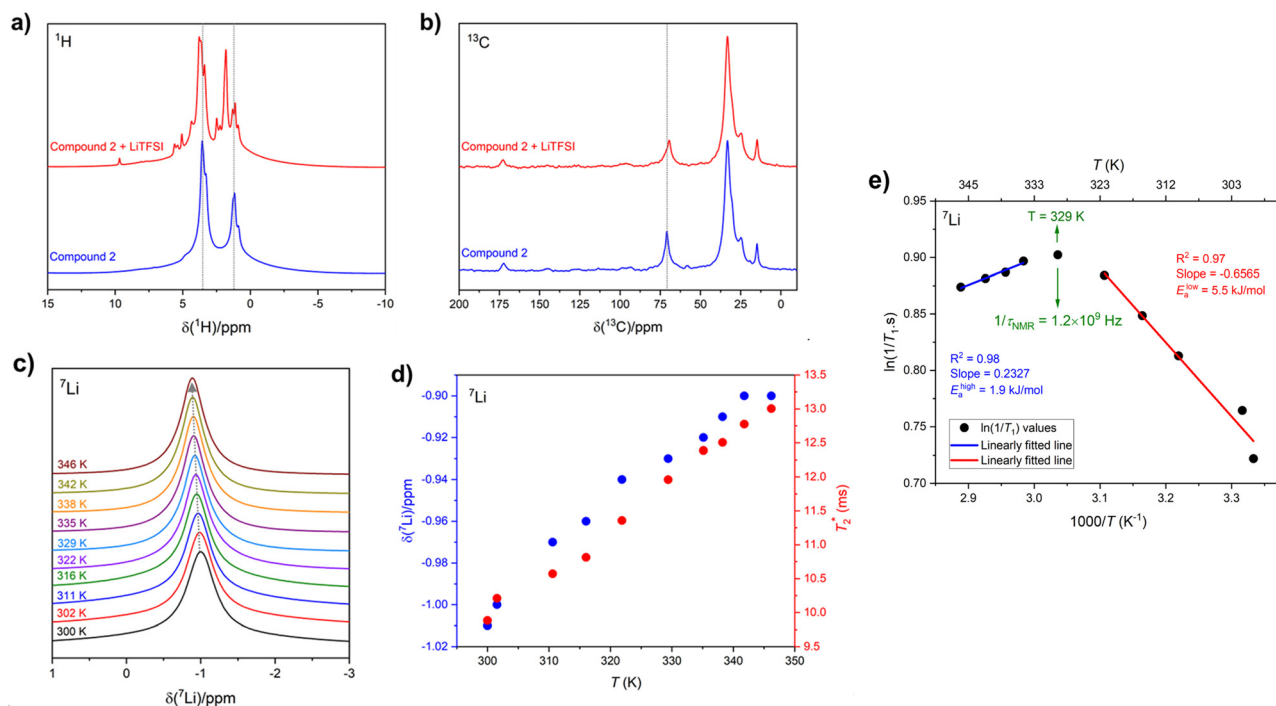 a)
¹H
Compound 2 + LiTFSI
Compound 2
15 10 5 0 -5 -10
δ(¹H)/ppm
b)
¹³C
Compound 2 + LiTFSI
Compound 2
200 175 150 125 100 75 50 25 0
δ(¹³C)/ppm
c)
⁷Li
346 K
342 K
338 K
335 K
329 K
322 K
316 K
311 K
302 K
300 K
1 0 -1 -2 -3
δ(⁷Li)/ppm
d)
⁷Li
-0.90
-0.92
-0.94
-0.96
-0.98
-1.00
-1.02
δ(⁷Li)/ppm
13.5
13.0
12.5
12.0
11.5
11.0
10.5
10.0
9.5
T₂* (ms)
300 310 320 330 340 350
T (K)
e)
T (K)
345 333 323 312 303
⁷Li
0.95
0.90
0.85
0.80
0.75
0.70
ln(1/T₁.s)
T = 329 K
1/τNMR = 1.2×10⁹ Hz
R² = 0.97
Slope = -0.6565
Eₐˡᵒʷ = 5.5 kJ/mol
R² = 0.98
Slope = 0.2327
Eₐʰⁱᵍʰ = 1.9 kJ/mol
ln(1/T₁) values
Linearly fitted line
Linearly fitted line
2.9 3.0 3.1 3.2 3.3
1000/T (K⁻¹)